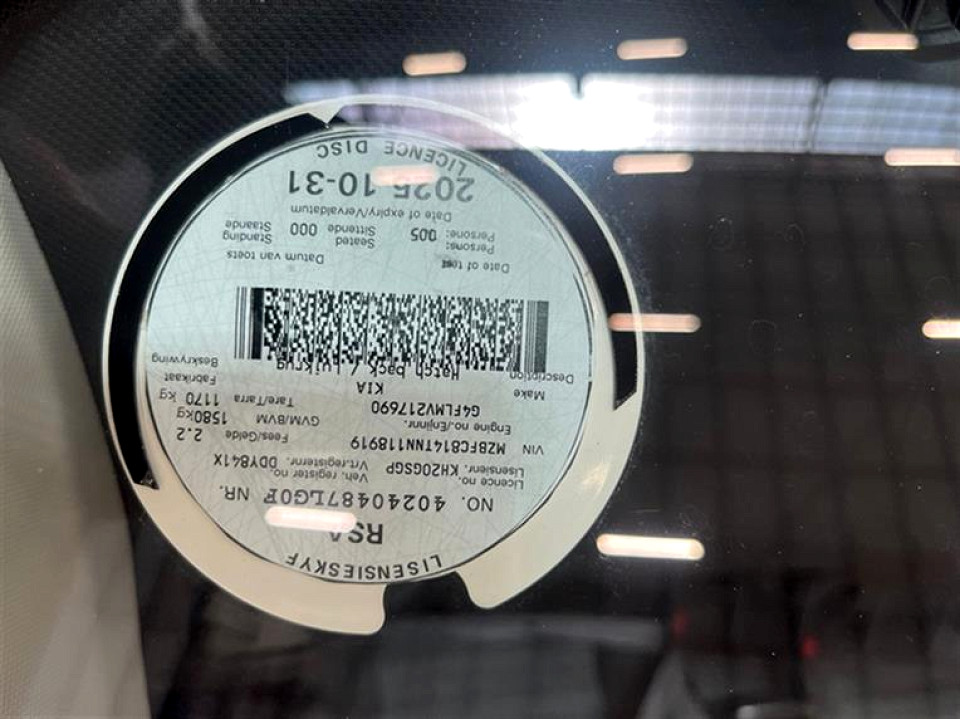 LISENSIESKYF
RSA
NO. 40240487LG0F NR.
Licence no. Veh. register no.
Lisensienr. KH20GSGP Vrt.registernr. DDY841X
VIN MZBFC814TNN118919 Fees/Gelde 2.2
Engine no./Enjinnr. GVM/BVM 1580kg
G4FLMV217690 Tare/Tarra 1170 kg
Make KIA Fabrikaat
Description Hatch back / Luikrug Beskrywing
Date of test Datum van toets
Persons: Seated Standing
Persone: 005 Sittende 000 Staande
Date of expiry/Vervaldatum
2025-10-31
LICENCE DISC